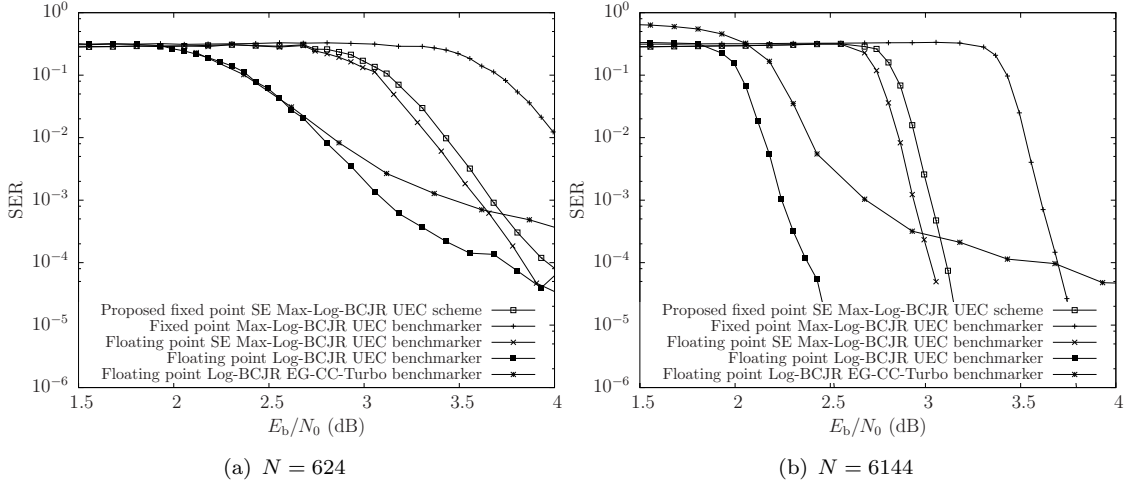 10^0
10^-1
10^-2
10^-3
10^-4
10^-5
10^-6
SER
1.5 2 2.5 3 3.5 4
E_b/N_0 (dB)
Proposed fixed point SE Max-Log-BCJR UEC scheme
Fixed point Max-Log-BCJR UEC benchmarker
Floating point SE Max-Log-BCJR UEC benchmarker
Floating point Log-BCJR UEC benchmarker
Floating point Log-BCJR EG-CC-Turbo benchmarker
(a) N = 624
10^0
10^-1
10^-2
10^-3
10^-4
10^-5
10^-6
SER
1.5 2 2.5 3 3.5 4
E_b/N_0 (dB)
Proposed fixed point SE Max-Log-BCJR UEC scheme
Fixed point Max-Log-BCJR UEC benchmarker
Floating point SE Max-Log-BCJR UEC benchmarker
Floating point Log-BCJR UEC benchmarker
Floating point Log-BCJR EG-CC-Turbo benchmarker
(b) N = 6144